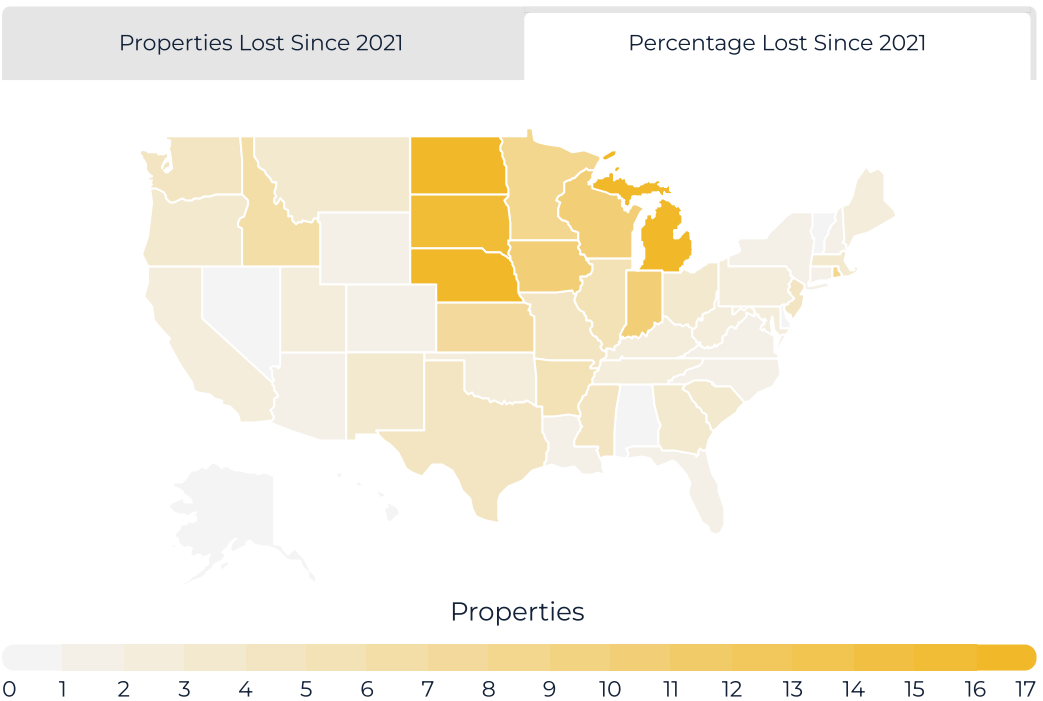 Properties Lost Since 2021
Percentage Lost Since 2021
Properties
0 1 2 3 4 5 6 7 8 9 10 11 12 13 14 15 16 17